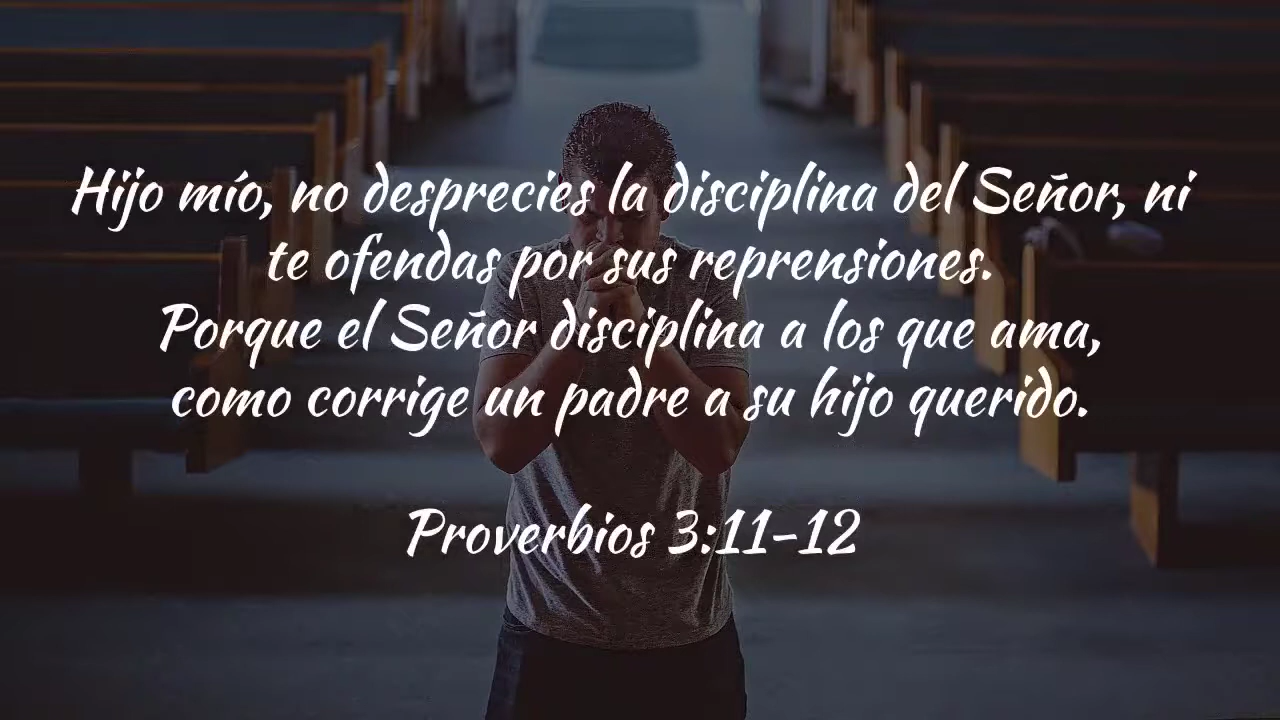 Hijo mío, no desprecies la disciplina del Señor, ni
te ofendas por sus reprensiones.
Porque el Señor disciplina a los que ama,
como corrige un padre a su hijo querido.
Proverbios 3:11-12